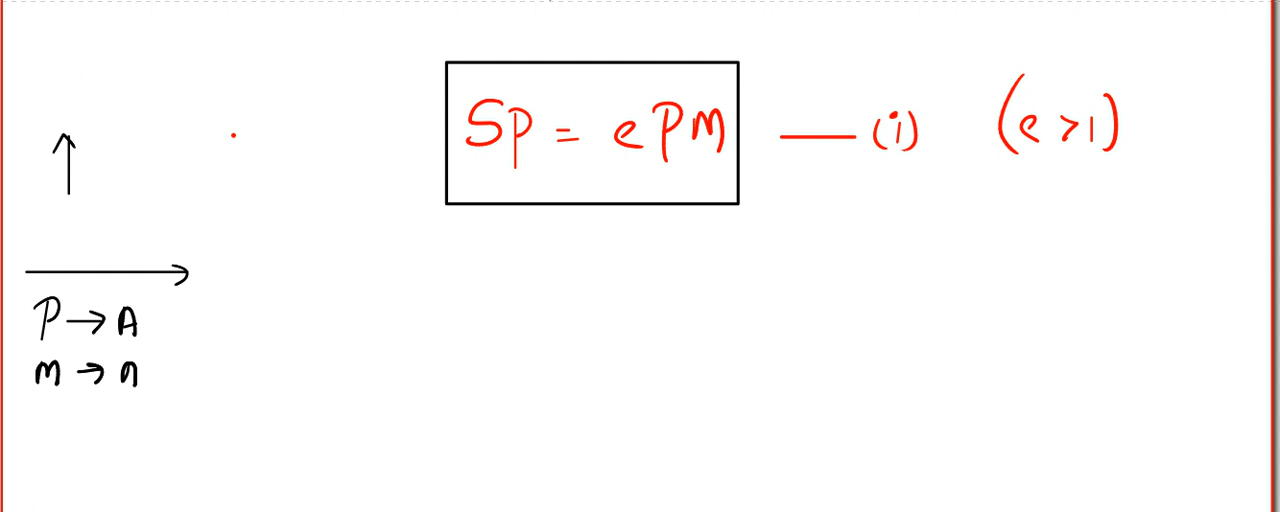 SP = ePM —— (i) (e>1)
P → A
m → n